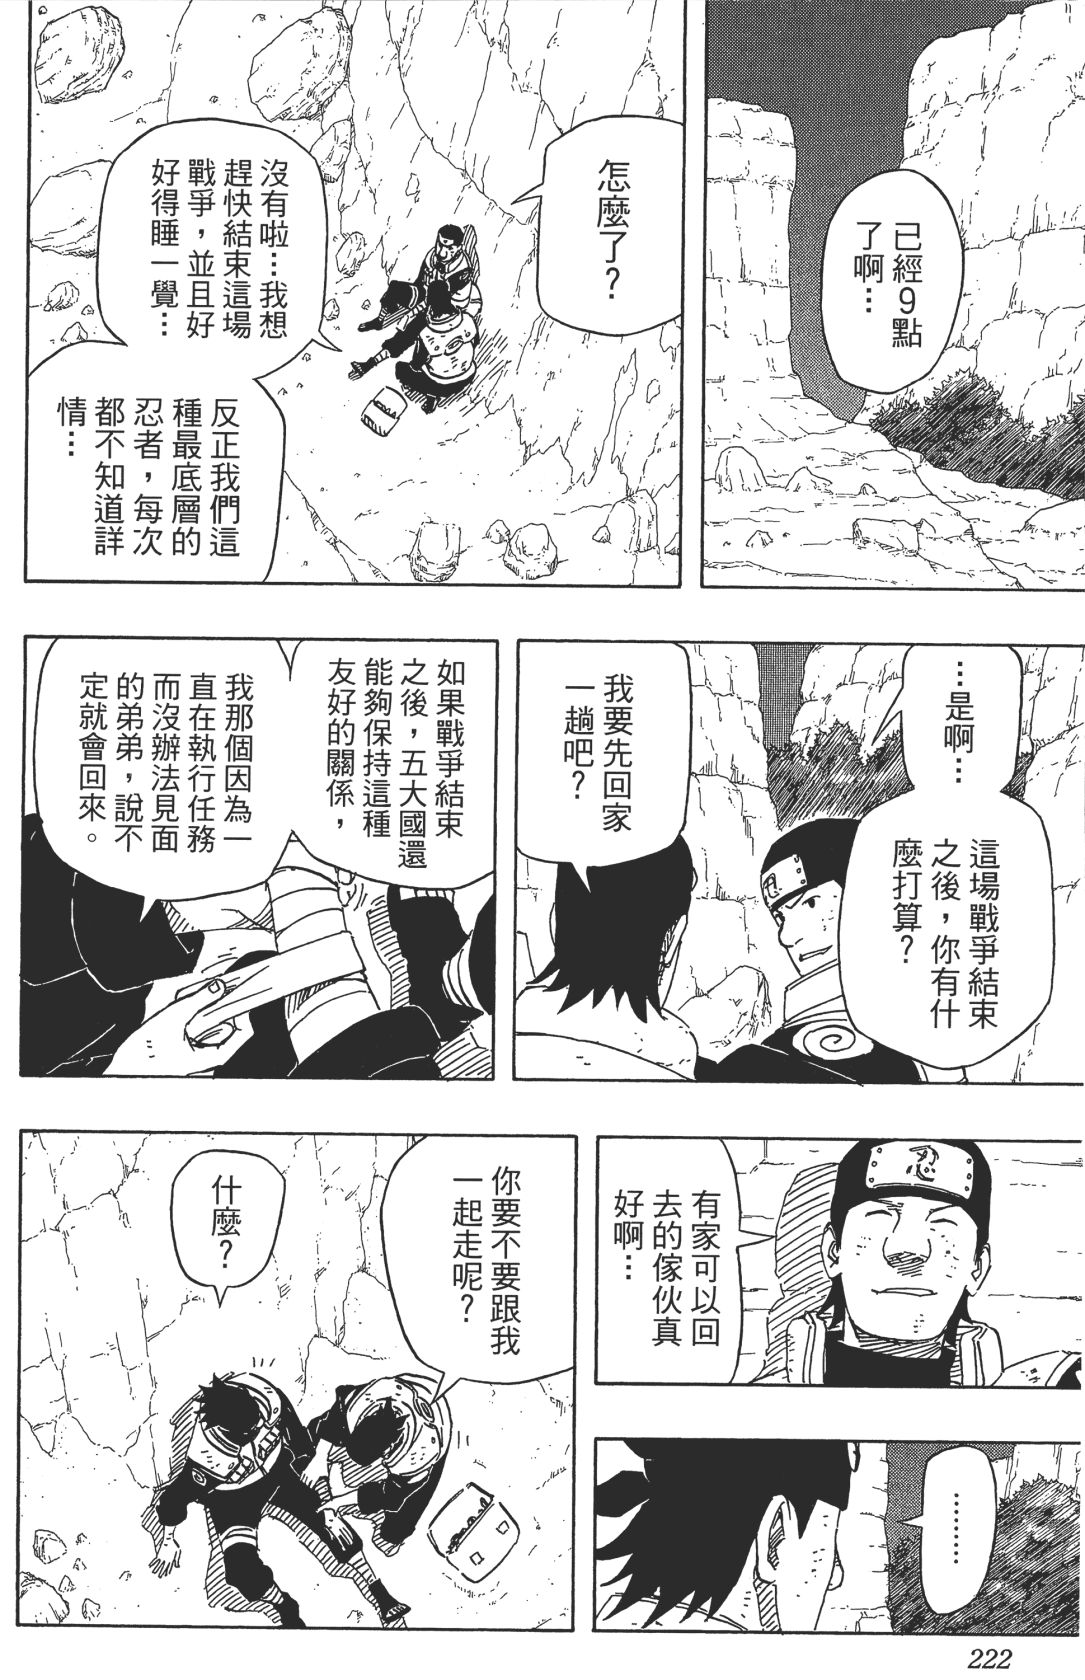 已經9點
了啊…
怎麼了？
沒有啦…我想
趕快結束這場
戰爭，並且好
好得睡一覺…
反正我們這
種最底層的
忍者，每次
都不知道詳
情…
…是啊…
這場戰爭結束
之後，你有什
麼打算？
我要先回家
一趟吧？
如果戰爭結束
之後，五大國還
能夠保持這種
友好的關係，
我那個因為一
直在執行任務
而沒辦法見面
的弟弟，說不
定就會回來。
忍
有家可以回
去的傢伙真
好啊…
忍
………
你要不要跟我
一起走呢？
什麼？
222